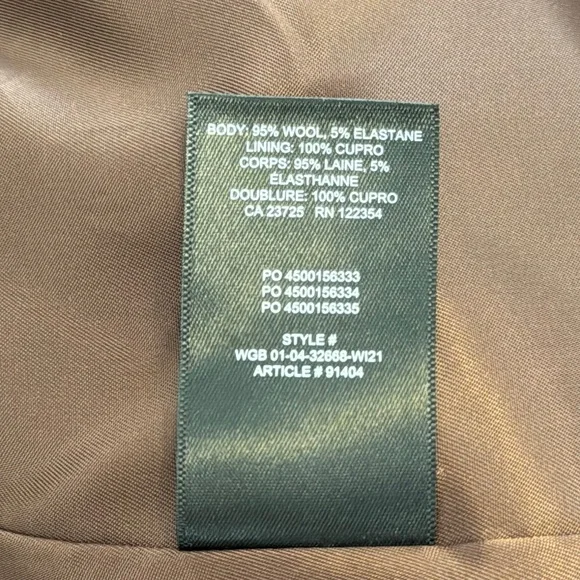 BODY: 95% WOOL, 5% ELASTANE
LINING: 100% CUPRO
CORPS: 95% LAINE, 5%
ELASTHANNE
DOUBLURE: 100% CUPRO
CA 23725 RN 122354
PO 4500156333
PO 4500156334
PO 4500156335
STYLE #
WGB 01-04-32668-WI21
ARTICLE # 91404